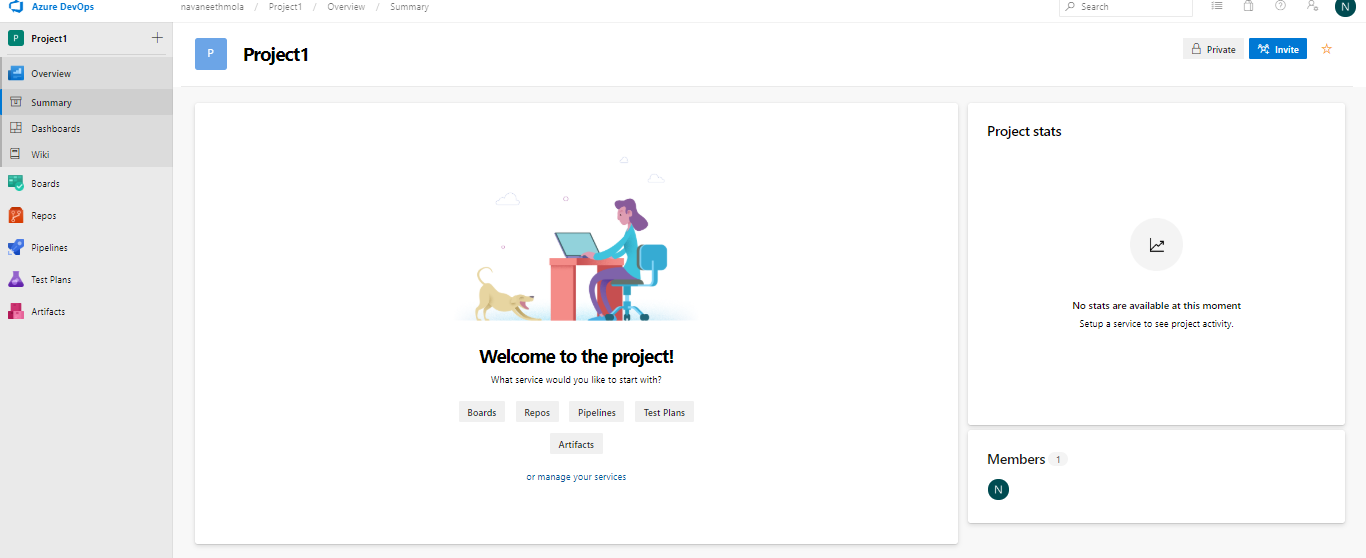 Azure DevOps
navaneethmola / Project1 / Overview / Summary
Search
N
P Project1
Overview
Summary
Dashboards
Wiki
Boards
Repos
Pipelines
Test Plans
Artifacts
P Project1
Private
Invite
Welcome to the project!
What service would you like to start with?
Boards Repos Pipelines Test Plans
Artifacts
or manage your services
Project stats
No stats are available at this moment
Setup a service to see project activity.
Members 1
N